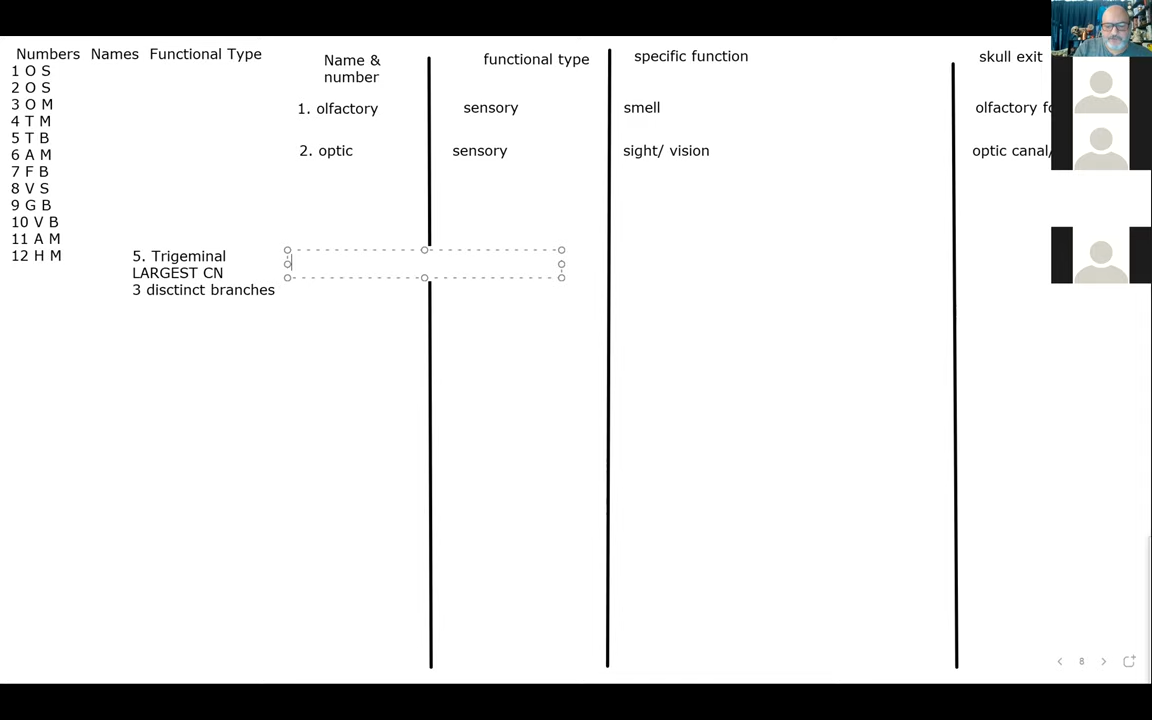 Numbers Names Functional Type
1 O S
2 O S
3 O M
4 T M
5 T B
6 A M
7 F B
8 V S
9 G B
10 V B
11 A M
12 H M
5. Trigeminal
LARGEST CN
3 disctinct branches
Name &
number
functional type
specific function
skull exit
1. olfactory
sensory
smell
olfactory
2. optic
sensory
sight/ vision
optic canal/
8